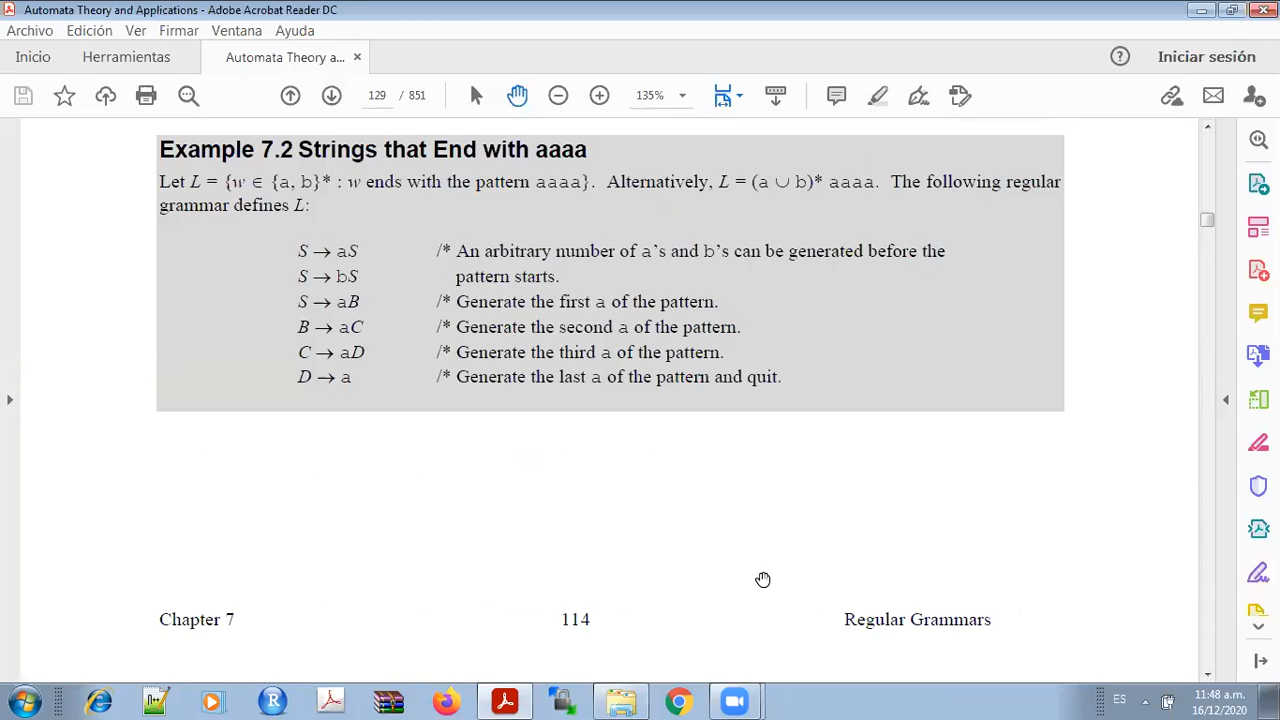 Automata Theory and Applications - Adobe Acrobat Reader DC
Archivo Edición Ver Firmar Ventana Ayuda
Inicio Herramientas Automata Theory a... × ? Iniciar sesión
129 / 851 135%
Example 7.2 Strings that End with aaaa
Let L = {w ∈ {a, b}* : w ends with the pattern aaaa}. Alternatively, L = (a ∪ b)* aaaa. The following regular
grammar defines L:
S → aS /* An arbitrary number of a's and b's can be generated before the
S → bS pattern starts.
S → aB /* Generate the first a of the pattern.
B → aC /* Generate the second a of the pattern.
C → aD /* Generate the third a of the pattern.
D → a /* Generate the last a of the pattern and quit.
Chapter 7 114 Regular Grammars
ES 11:48 a.m.
16/12/2020